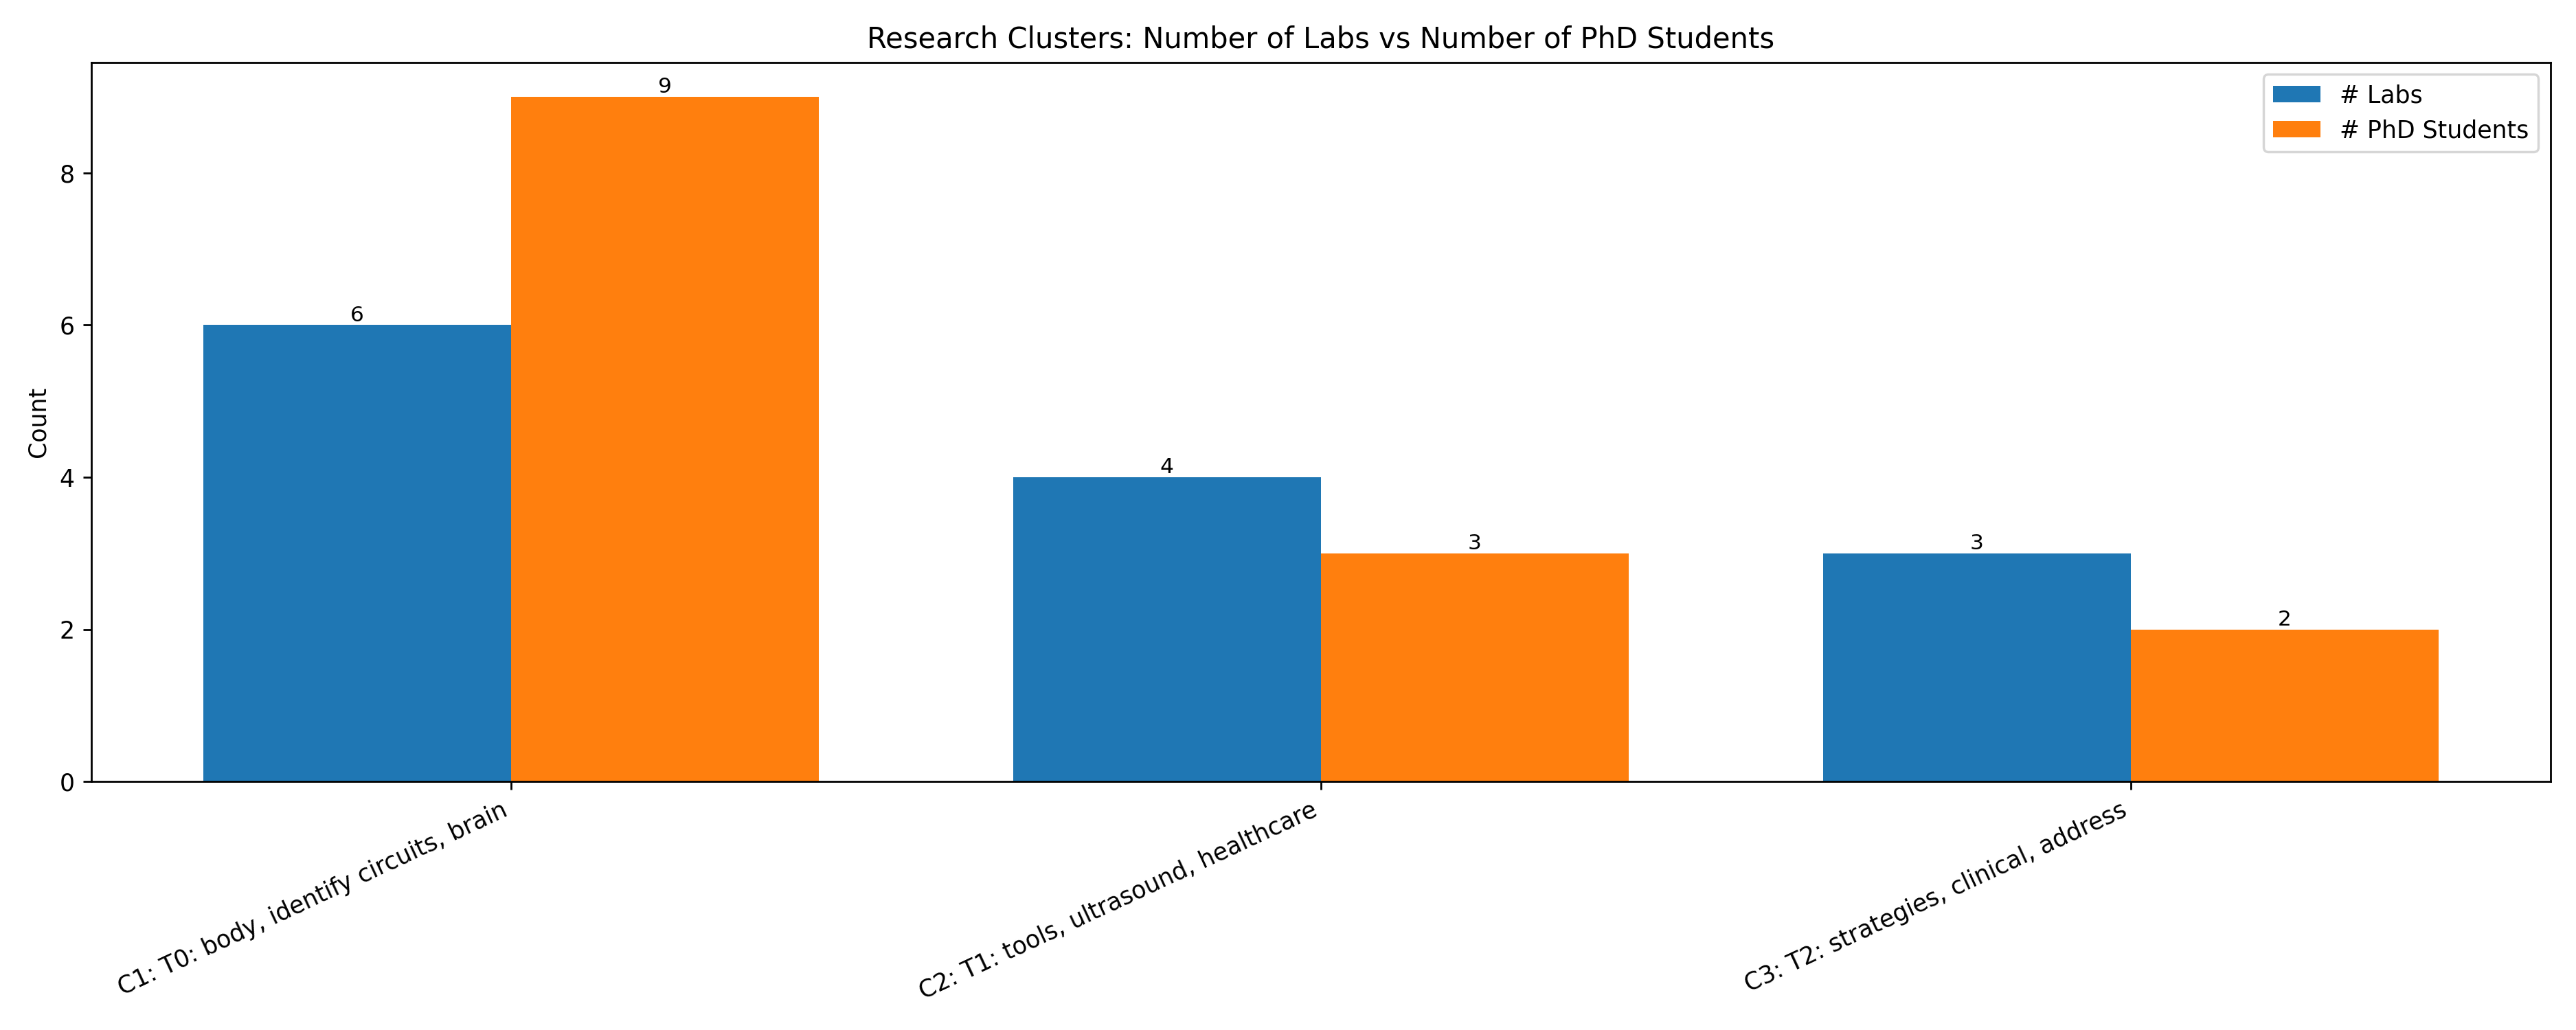 Research Clusters: Number of Labs vs Number of PhD Students
# Labs
# PhD Students
Count
8
6
4
2
0
6
9
4
3
3
2
C1: T0: body, identify circuits, brain
C2: T1: tools, ultrasound, healthcare
C3: T2: strategies, clinical, address